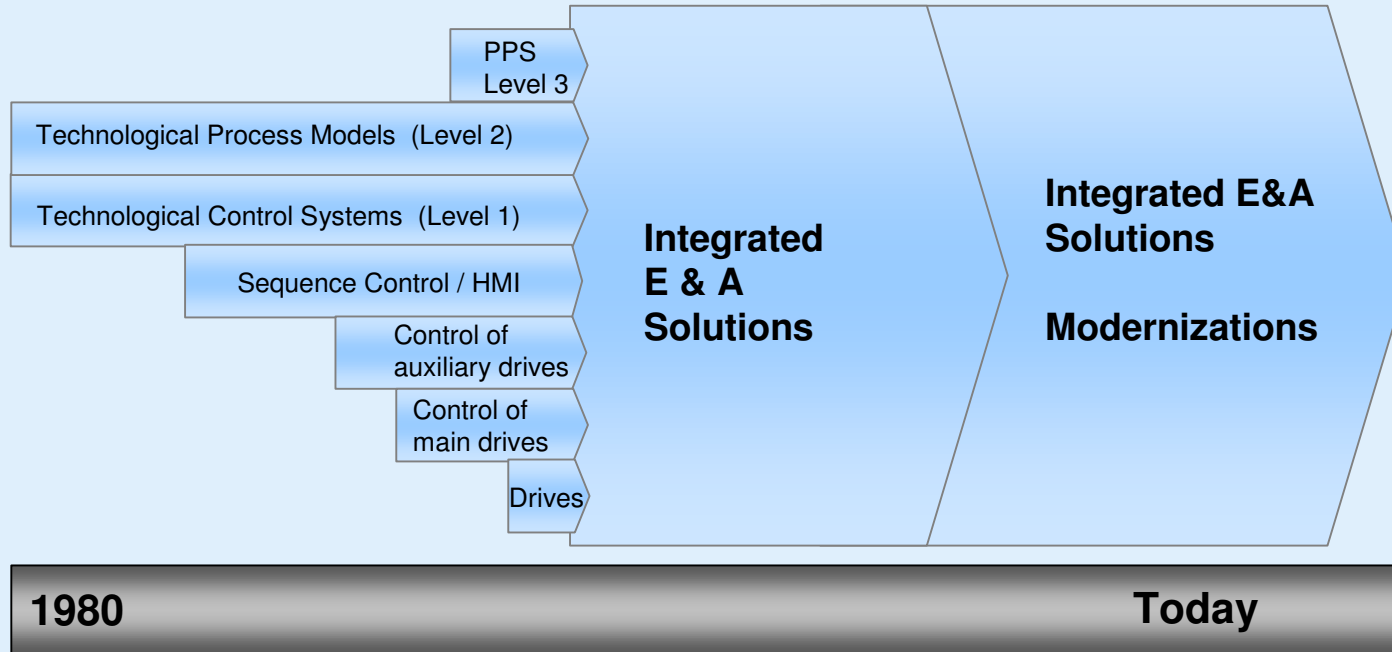 PPS
Level 3
Technological Process Models (Level 2)
Technological Control Systems (Level 1)
Sequence Control / HMI
Control of
auxiliary drives
Control of
main drives
Drives
Integrated
E & A
Solutions
Integrated E&A
Solutions
Modernizations
1980
Today